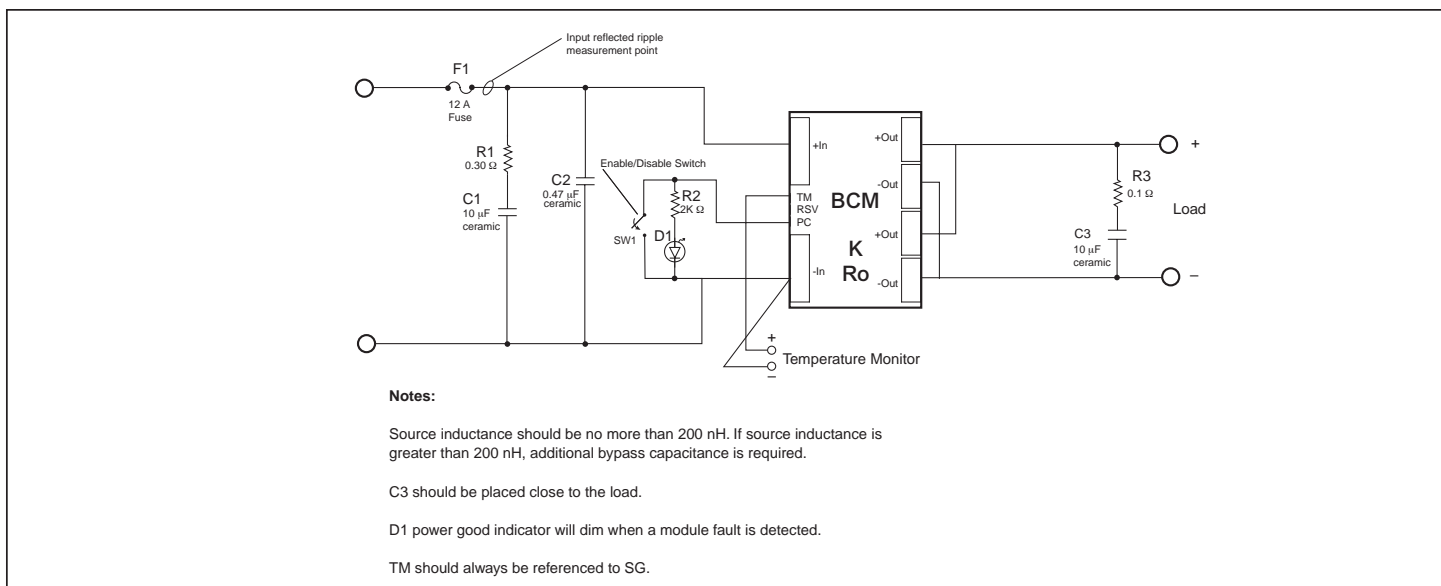 Input reflected ripple
measurement point
F1
12 A
Fuse
R1
0.30 Ω
C1
10 μF
ceramic
C2
0.47 μF
ceramic
Enable/Disable Switch
SW1
R2
2K Ω
D1
+In
TM
RSV
PC
-In
BCM
K
Ro
+Out
-Out
+Out
-Out
+
R3
0.1 Ω
Load
C3
10 μF
ceramic
–
+
Temperature Monitor
–
Notes:
Source inductance should be no more than 200 nH. If source inductance is
greater than 200 nH, additional bypass capacitance is required.
C3 should be placed close to the load.
D1 power good indicator will dim when a module fault is detected.
TM should always be referenced to SG.